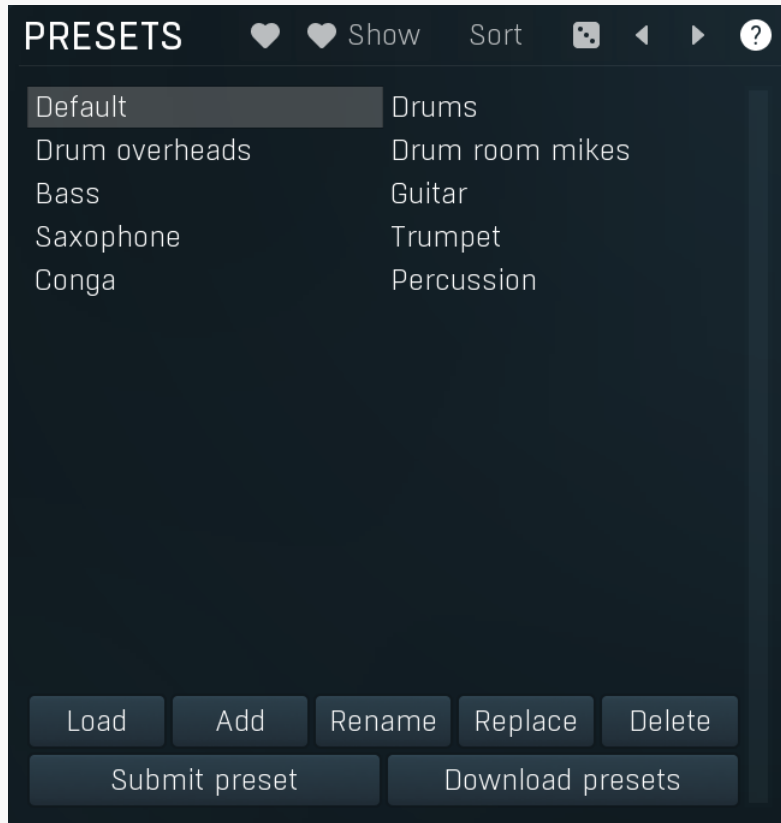 PRESETS Show Sort ?
Default Drums
Drum overheads Drum room mikes
Bass Guitar
Saxophone Trumpet
Conga Percussion
Load Add Rename Replace Delete
Submit preset Download presets